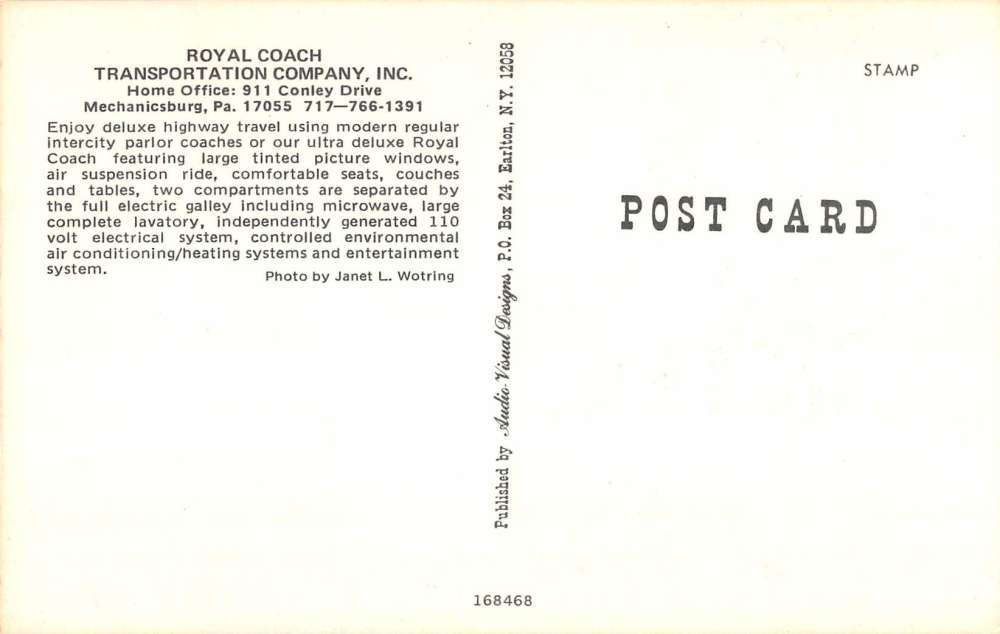 ROYAL COACH
TRANSPORTATION COMPANY, INC.
Home Office: 911 Conley Drive
Mechanicsburg, Pa. 17055 717—766-1391
Enjoy deluxe highway travel using modern regular
intercity parlor coaches or our ultra deluxe Royal
Coach featuring large tinted picture windows,
air suspension ride, comfortable seats, couches
and tables, two compartments are separated by
the full electric galley including microwave, large
complete lavatory, independently generated 110
volt electrical system, controlled environmental
air conditioning/heating systems and entertainment
system.
Photo by Janet L. Wotring
Published by Audio-Visual Designs, P.O. Box 24, Earlton, N.Y. 12058
STAMP
POST CARD
168468